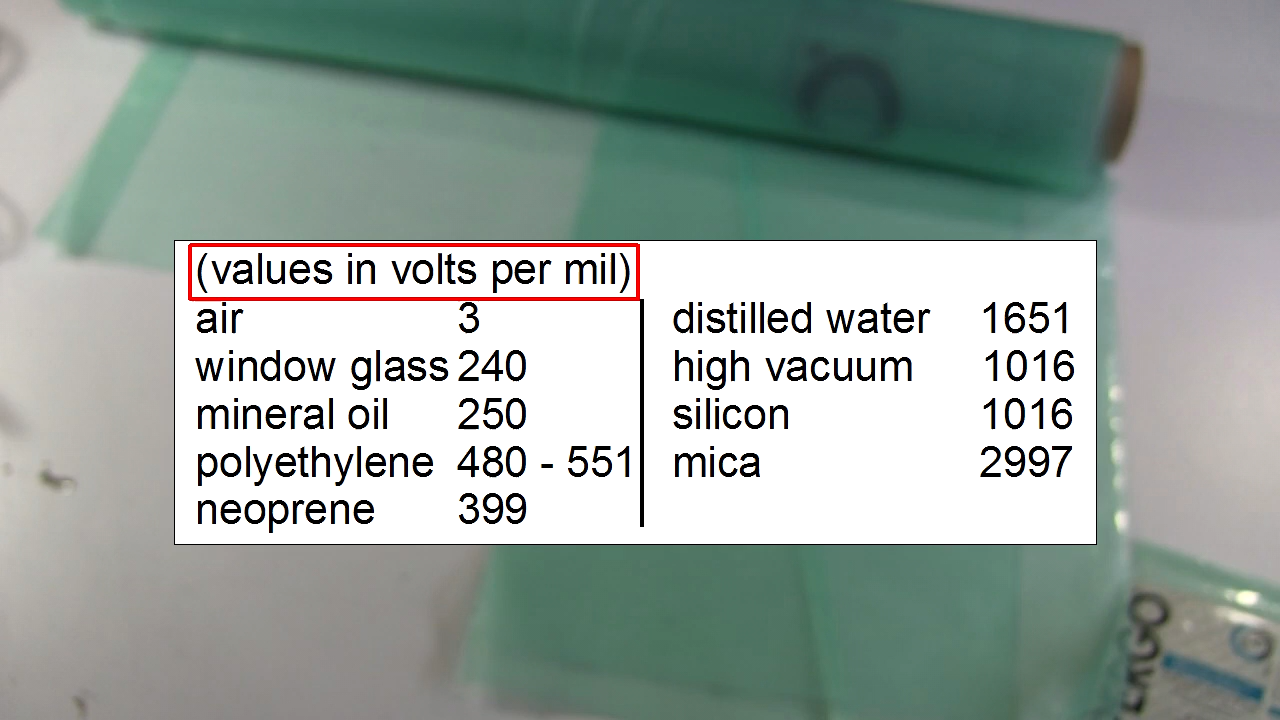 (values in volts per mil)
air 3
window glass 240
mineral oil 250
polyethylene 480 - 551
neoprene 399
distilled water 1651
high vacuum 1016
silicon 1016
mica 2997